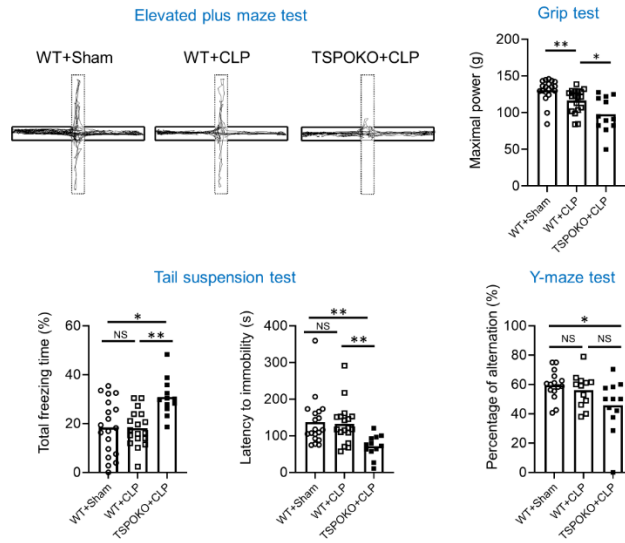 Elevated plus maze test
Grip test
WT+Sham
WT+CLP
TSPOKO+CLP
Maximal power (g)
200
150
100
50
0
**
*
WT+Sham
WT+CLP
TSPOKO+CLP
Tail suspension test
Y-maze test
Total freezing time (%)
60
40
20
0
*
NS
**
WT+Sham
WT+CLP
TSPOKO+CLP
Latency to immobility (s)
400
300
200
100
0
**
NS
**
WT+Sham
WT+CLP
TSPOKO+CLP
Percentage of alternation (%)
100
80
60
40
20
0
*
NS
NS
WT+Sham
WT+CLP
TSPOKO+CLP